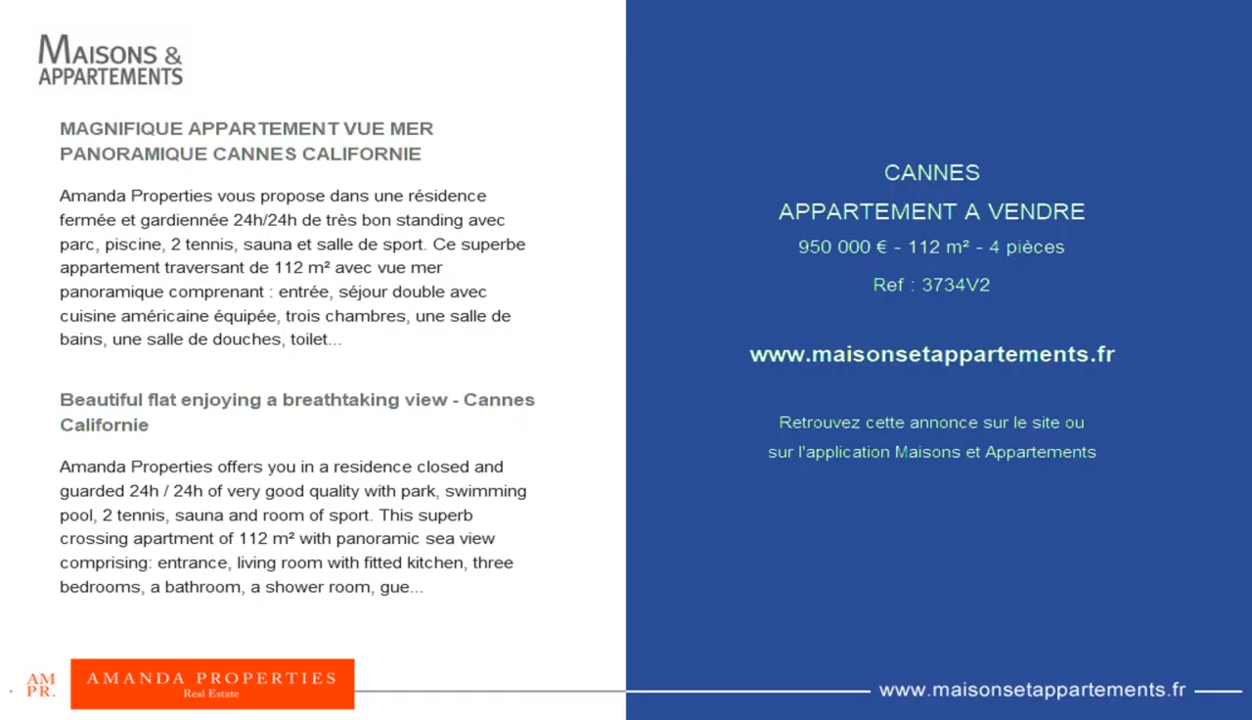 MAISONS &
APPARTEMENTS
MAGNIFIQUE APPARTEMENT VUE MER
PANORAMIQUE CANNES CALIFORNIE
Amanda Properties vous propose dans une résidence
fermée et gardiennée 24h/24h de très bon standing avec
parc, piscine, 2 tennis, sauna et salle de sport. Ce superbe
appartement traversant de 112 m² avec vue mer
panoramique comprenant : entrée, séjour double avec
cuisine américaine équipée, trois chambres, une salle de
bains, une salle de douches, toilet...
Beautiful flat enjoying a breathtaking view - Cannes
Californie
Amanda Properties offers you in a residence closed and
guarded 24h / 24h of very good quality with park, swimming
pool, 2 tennis, sauna and room of sport. This superb
crossing apartment of 112 m² with panoramic sea view
comprising: entrance, living room with fitted kitchen, three
bedrooms, a bathroom, a shower room, gue...
AM
PR.
AMANDA PROPERTIES
Real Estate
CANNES
APPARTEMENT A VENDRE
950 000 € - 112 m² - 4 pièces
Ref : 3734V2
www.maisonsetappartements.fr
Retrouvez cette annonce sur le site ou
sur l'application Maisons et Appartements
www.maisonsetappartements.fr